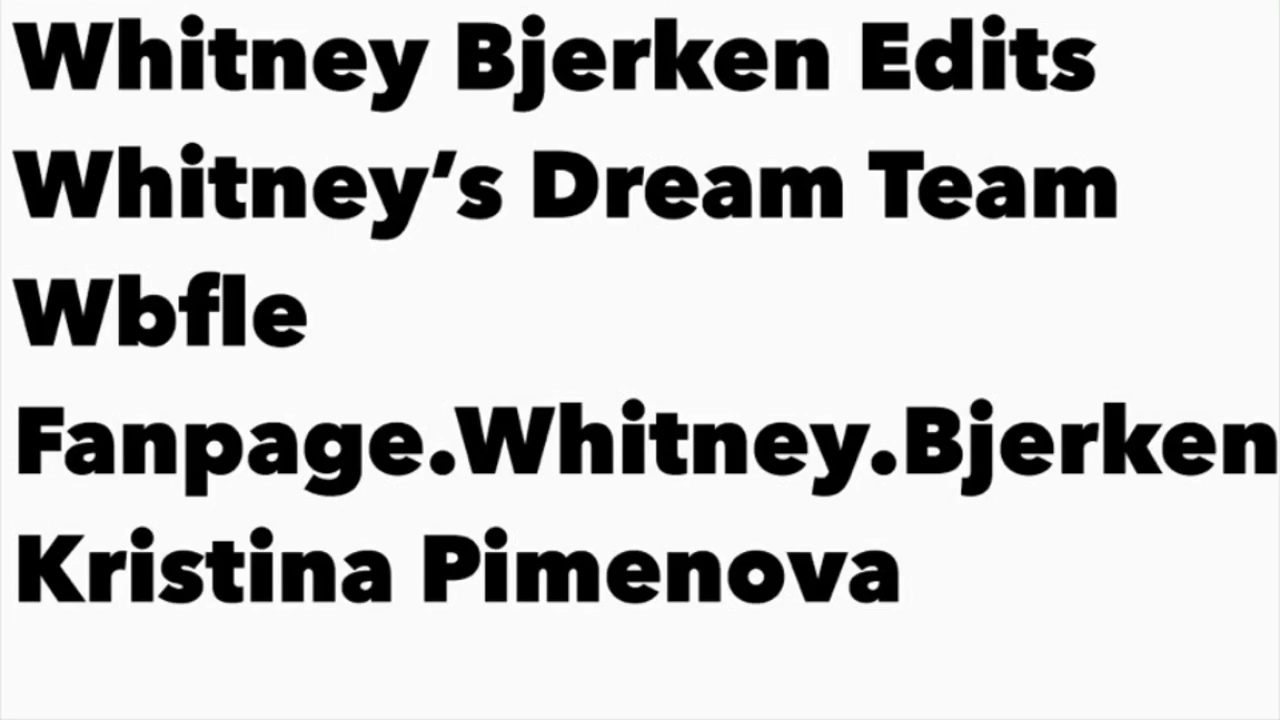 Whitney Bjerken Edits
Whitney’s Dream Team
Wbfle
Fanpage.Whitney.Bjerken
Kristina Pimenova